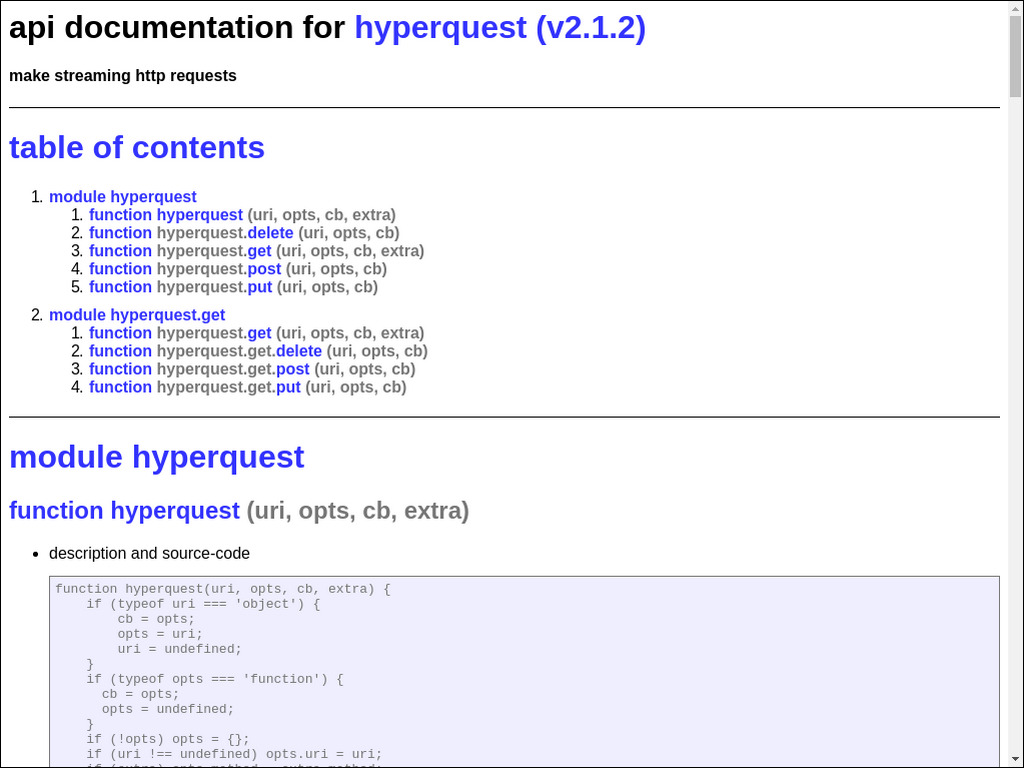 api documentation for hyperquest (v2.1.2)
make streaming http requests
table of contents
1. module hyperquest
1. function hyperquest (uri, opts, cb, extra)
2. function hyperquest.delete (uri, opts, cb)
3. function hyperquest.get (uri, opts, cb, extra)
4. function hyperquest.post (uri, opts, cb)
5. function hyperquest.put (uri, opts, cb)
2. module hyperquest.get
1. function hyperquest.get (uri, opts, cb, extra)
2. function hyperquest.get.delete (uri, opts, cb)
3. function hyperquest.get.post (uri, opts, cb)
4. function hyperquest.get.put (uri, opts, cb)
module hyperquest
function hyperquest (uri, opts, cb, extra)
• description and source-code
function hyperquest(uri, opts, cb, extra) {
    if (typeof uri === 'object') {
        cb = opts;
        opts = uri;
        uri = undefined;
    }
    if (typeof opts === 'function') {
      cb = opts;
      opts = undefined;
    }
    if (!opts) opts = {};
    if (uri !== undefined) opts.uri = uri;
    if (extra) opts.method = extra.method;